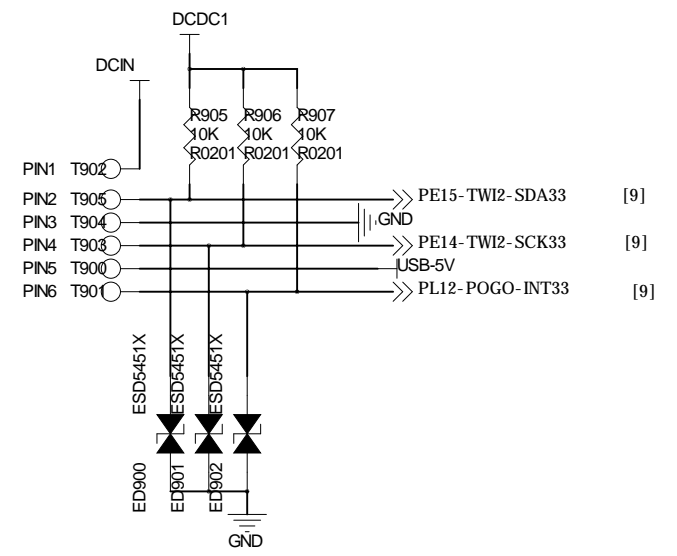 DCDC1
DCIN
R905 R906 R907
10K 10K 10K
R0201 R0201 R0201
PIN1 T902
PIN2 T905 PE15-TWI2-SDA33 [9]
PIN3 T904 GND
PIN4 T903 PE14-TWI2-SCK33 [9]
PIN5 T900 USB-5V
PIN6 T901 PL12-POGO-INT33 [9]
ESD5451X ESD5451X
ED900 ED901 ED902
GND